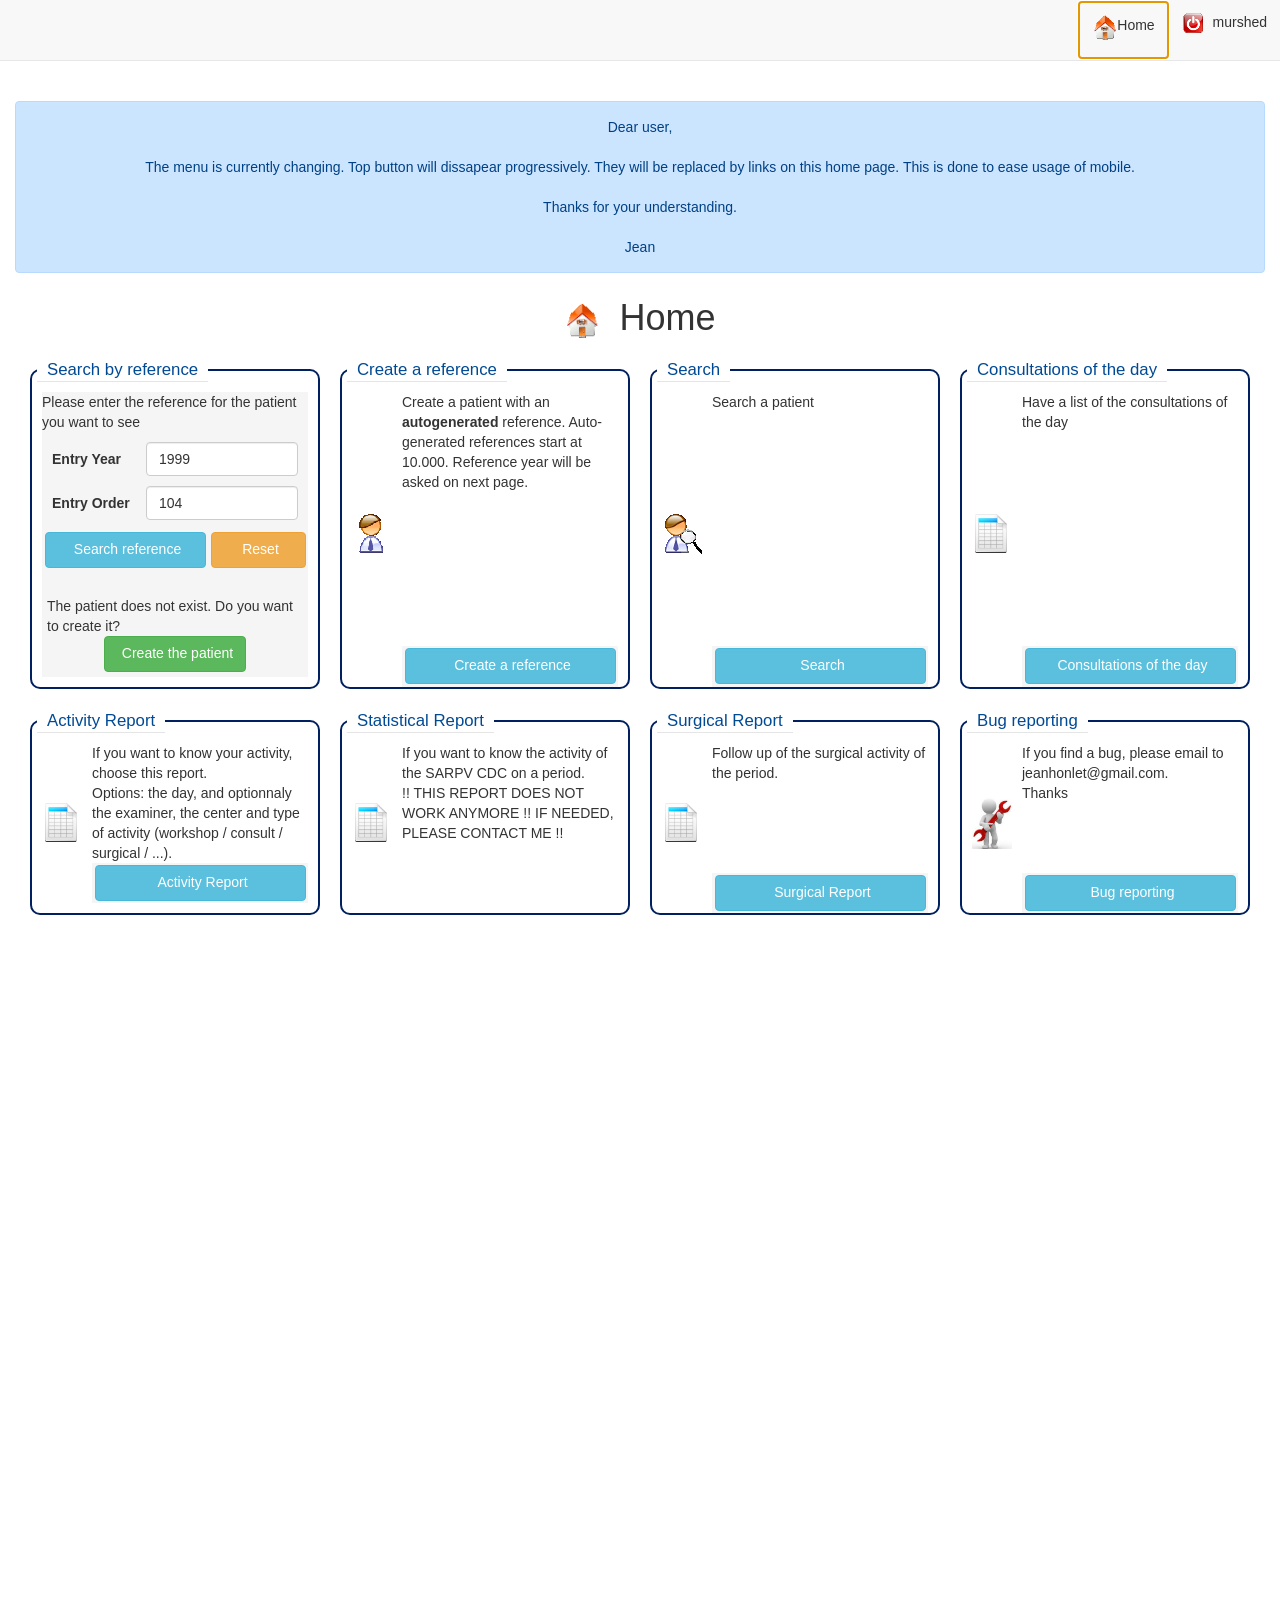 Home
murshed
Dear user,
The menu is currently changing. Top button will dissapear progressively. They will be replaced by links on this home page. This is done to ease usage of mobile.
Thanks for your understanding.
Jean
Home
Search by reference
Please enter the reference for the patient
you want to see
Entry Year
1999
Entry Order
104
Search reference
Reset
The patient does not exist. Do you want
to create it?
Create the patient
Create a reference
Create a patient with an
autogenerated reference. Auto-
generated references start at
10.000. Reference year will be
asked on next page.
Create a reference
Search
Search a patient
Search
Consultations of the day
Have a list of the consultations of
the day
Consultations of the day
Activity Report
If you want to know your activity,
choose this report.
Options: the day, and optionnaly
the examiner, the center and type
of activity (workshop / consult /
surgical / ...).
Activity Report
Statistical Report
If you want to know the activity of
the SARPV CDC on a period.
!! THIS REPORT DOES NOT
WORK ANYMORE !! IF NEEDED,
PLEASE CONTACT ME !!
Surgical Report
Follow up of the surgical activity of
the period.
Surgical Report
Bug reporting
If you find a bug, please email to
jeanhonlet@gmail.com.
Thanks
Bug reporting